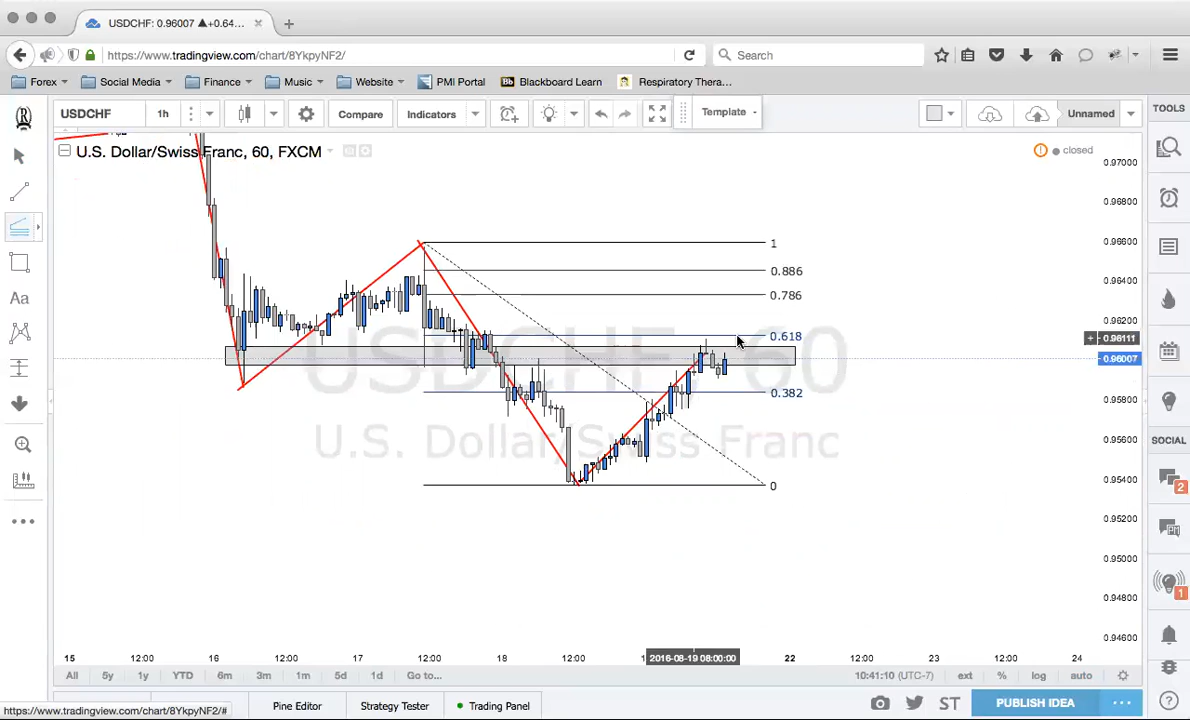 USDCHF: 0.96007 ▲+0.64...
https://www.tradingview.com/chart/8YkpyNF2/
Search
Forex
Social Media
Finance
Music
Website
PMI Portal
Bb Blackboard Learn
Respiratory Thera...
USDCHF
1h
Compare
Indicators
Template
Unnamed
TOOLS
U.S. Dollar/Swiss Franc, 60, FXCM
closed
USDCHF, 60
U.S. Dollar/Swiss Franc
1
0.886
0.786
0.618
0.382
0
0.97000
0.96800
0.96600
0.96400
0.96200
0.96111
0.96007
0.95800
0.95600
0.95400
0.95200
0.95000
0.94800
0.94600
Aa
SOCIAL
2
1
15
12:00
16
12:00
17
12:00
18
12:00
1
2016-08-19 08:00:00
22
12:00
23
12:00
24
All
5y
1y
YTD
6m
3m
1m
5d
1d
Go to...
10:41:10 (UTC-7)
ext
%
log
auto
https://www.tradingview.com/chart/8YkpyNF2/#
Pine Editor
Strategy Tester
Trading Panel
ST
PUBLISH IDEA
...